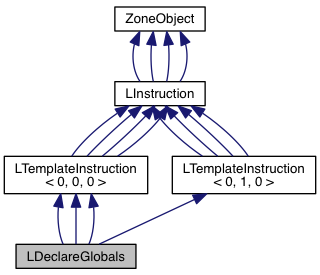 ZoneObject
LInstruction
LTemplateInstruction
< 0, 0, 0 >
LTemplateInstruction
< 0, 1, 0 >
LDeclareGlobals